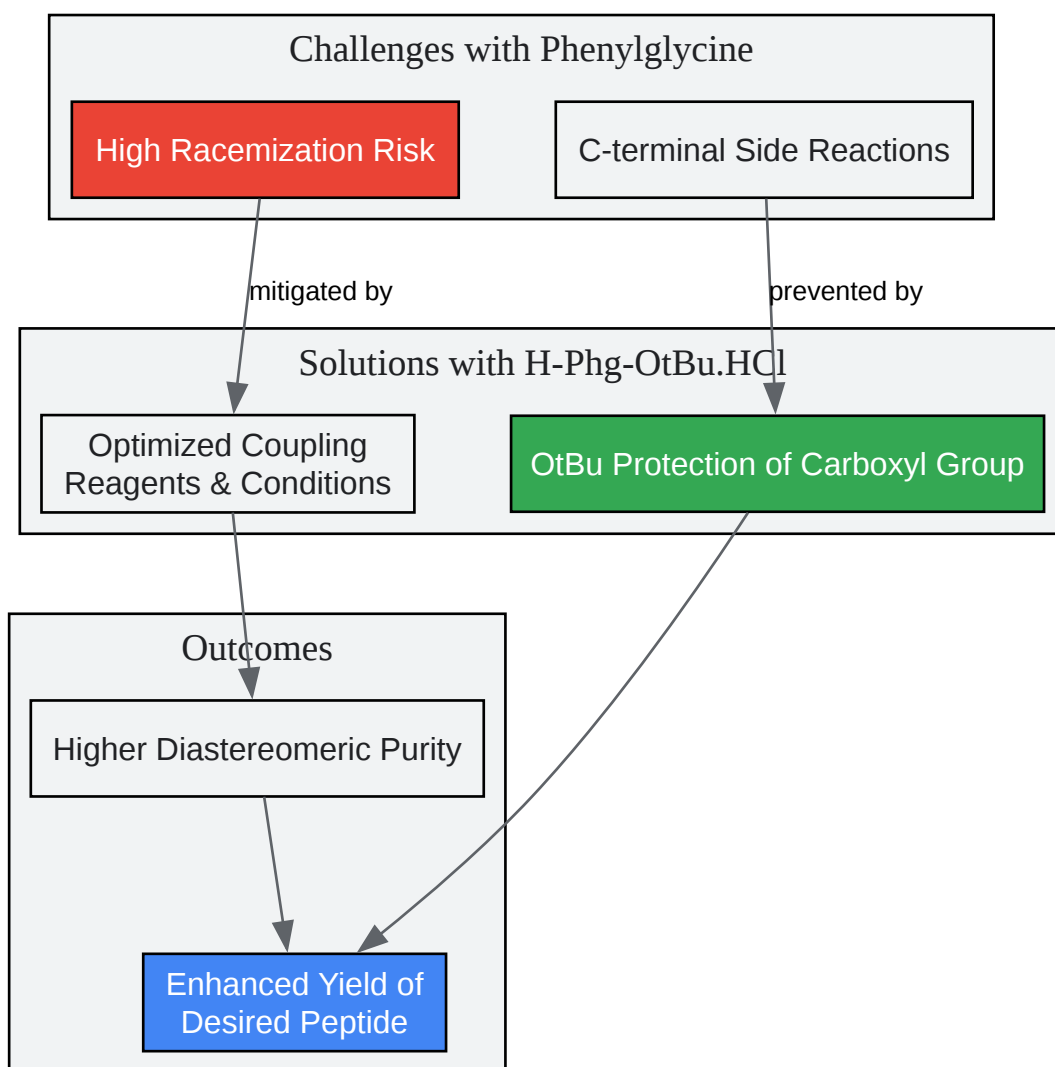 Challenges with Phenylglycine
High Racemization Risk
C-terminal Side Reactions
mitigated by
prevented by
Solutions with H-Phg-OtBu.HCl
Optimized Coupling
Reagents & Conditions
OtBu Protection of Carboxyl Group
Outcomes
Higher Diastereomeric Purity
Enhanced Yield of
Desired Peptide